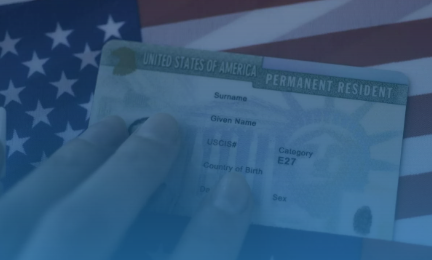 UNITED STATES OF AMERICA PERMANENT RESIDENT
Surname
Given Name
USCIS#
Category
E27
Country of Birth
Sex